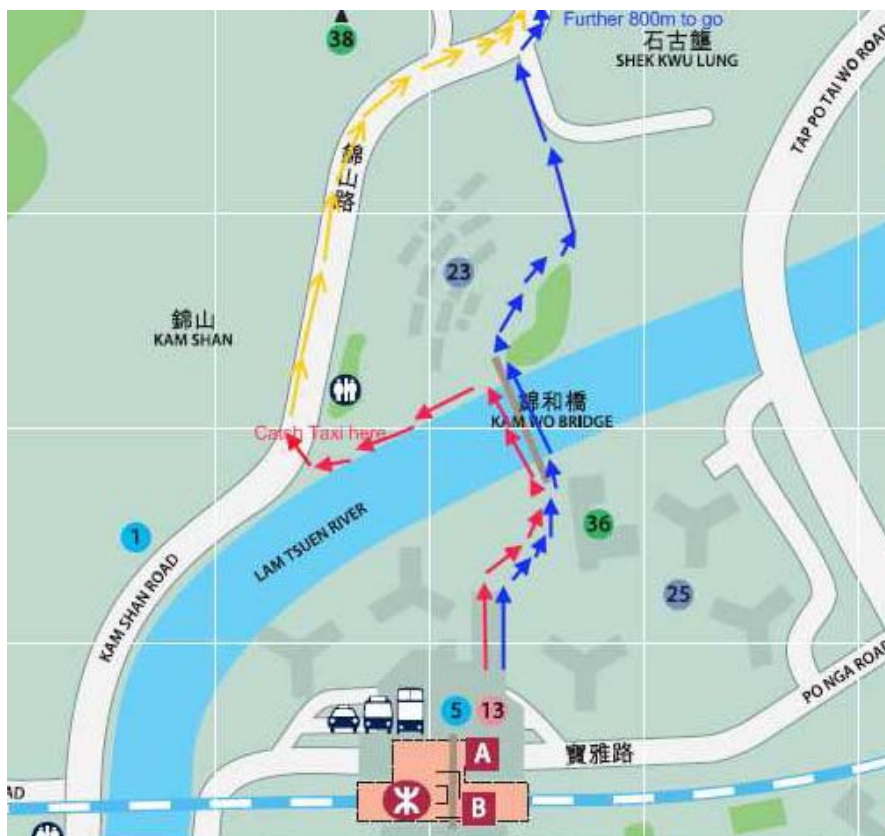 Further 800m to go
38
石古壟
SHEK KWU LUNG
TAP PO TAI WO ROAD
錦山路
23
錦山
KAM SHAN
錦和橋
KAM WO BRIDGE
Catch Taxi here
1
36
LAM TSUEN RIVER
25
KAM SHAN ROAD
PO NGA ROAD
5
13
A
寶雅路
AD
B